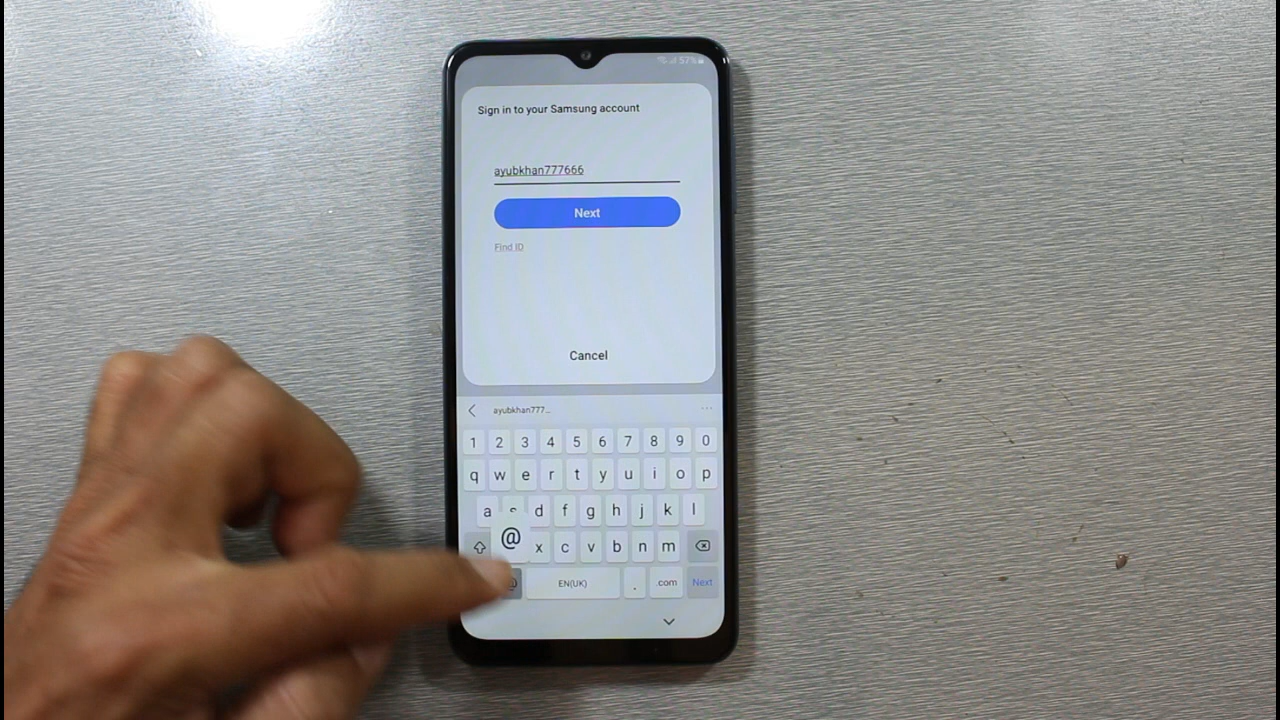 57%
Sign in to your Samsung account
ayubkhan777666
Next
Find ID
Cancel
ayubkhan777...
1 2 3 4 5 6 7 8 9 0
q w e r t y u i o p
a s d f g h j k l
@ x c v b n m
@ EN(UK) . .com Next